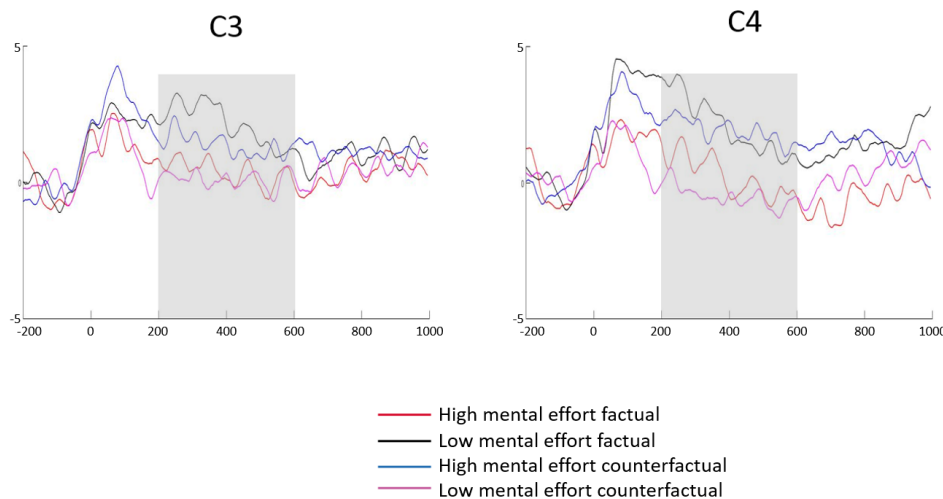 C3
C4
5
0
-5
-200 0 200 400 600 800 1000
5
0
-5
-200 0 200 400 600 800 1000
High mental effort factual
Low mental effort factual
High mental effort counterfactual
Low mental effort counterfactual